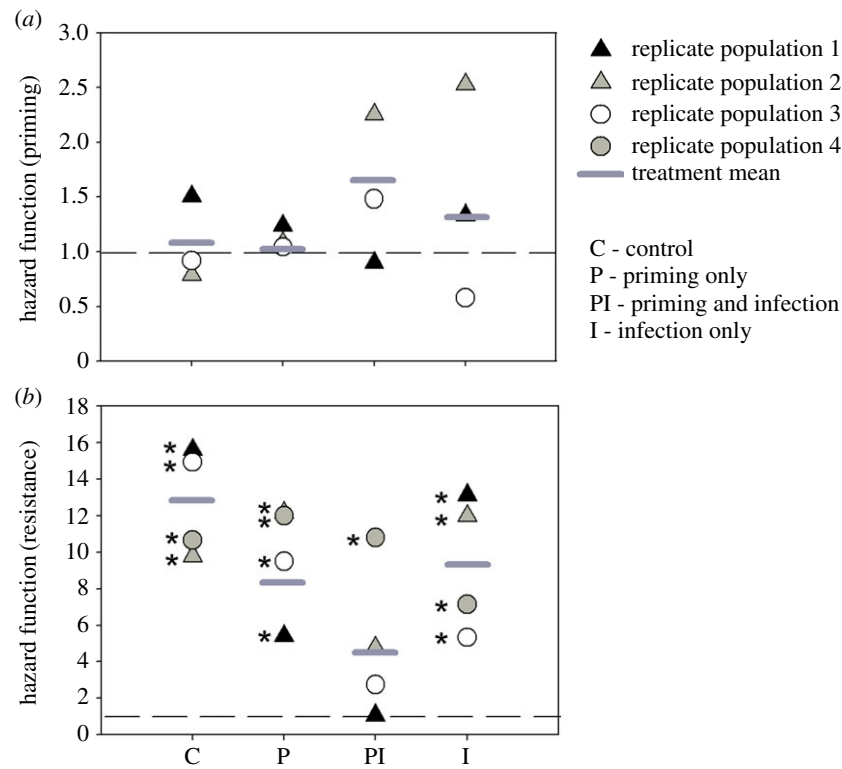 (a)
3.0
2.5
2.0
1.5
1.0
0.5
0
hazard function (priming)
replicate population 1
replicate population 2
replicate population 3
replicate population 4
treatment mean
C - control
P - priming only
PI - priming and infection
I - infection only
(b)
18
16
14
12
10
8
6
4
2
0
hazard function (resistance)
* * * *
* * * *
*
* * * *
C P PI I